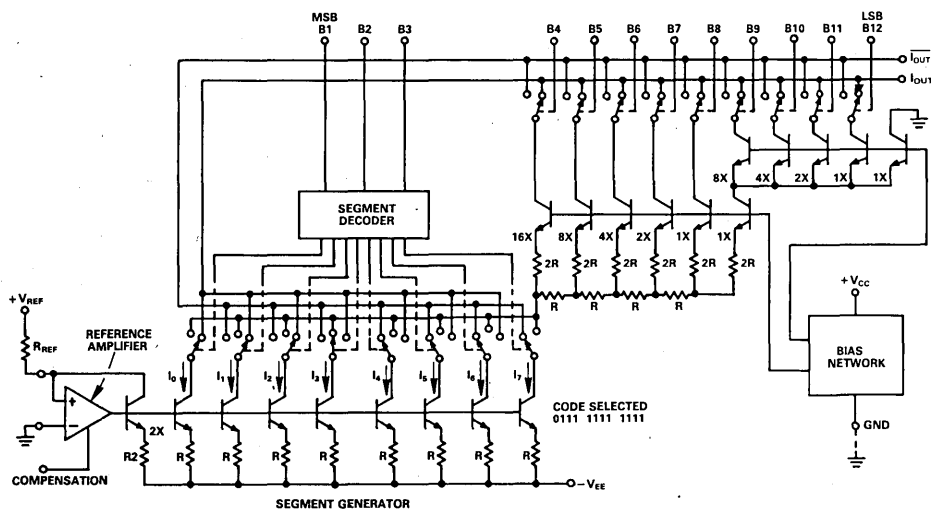 MSB
B1 B2 B3 B4 B5 B6 B7 B8 B9 B10 B11
LSB
B12
IOUT
IOUT
8X 4X 2X 1X 1X
SEGMENT
DECODER
16X 8X 4X 2X 1X 1X
2R 2R 2R 2R 2R 2R
R R R R
+VREF
RREF
REFERENCE
AMPLIFIER
+VCC
BIAS
NETWORK
I0 I1 I2 I3 I4 I5 I6 I7
+
−
2X
CODE SELECTED
0111 1111 1111
GND
R2 R R R R R R R R
COMPENSATION
−VEE
SEGMENT GENERATOR